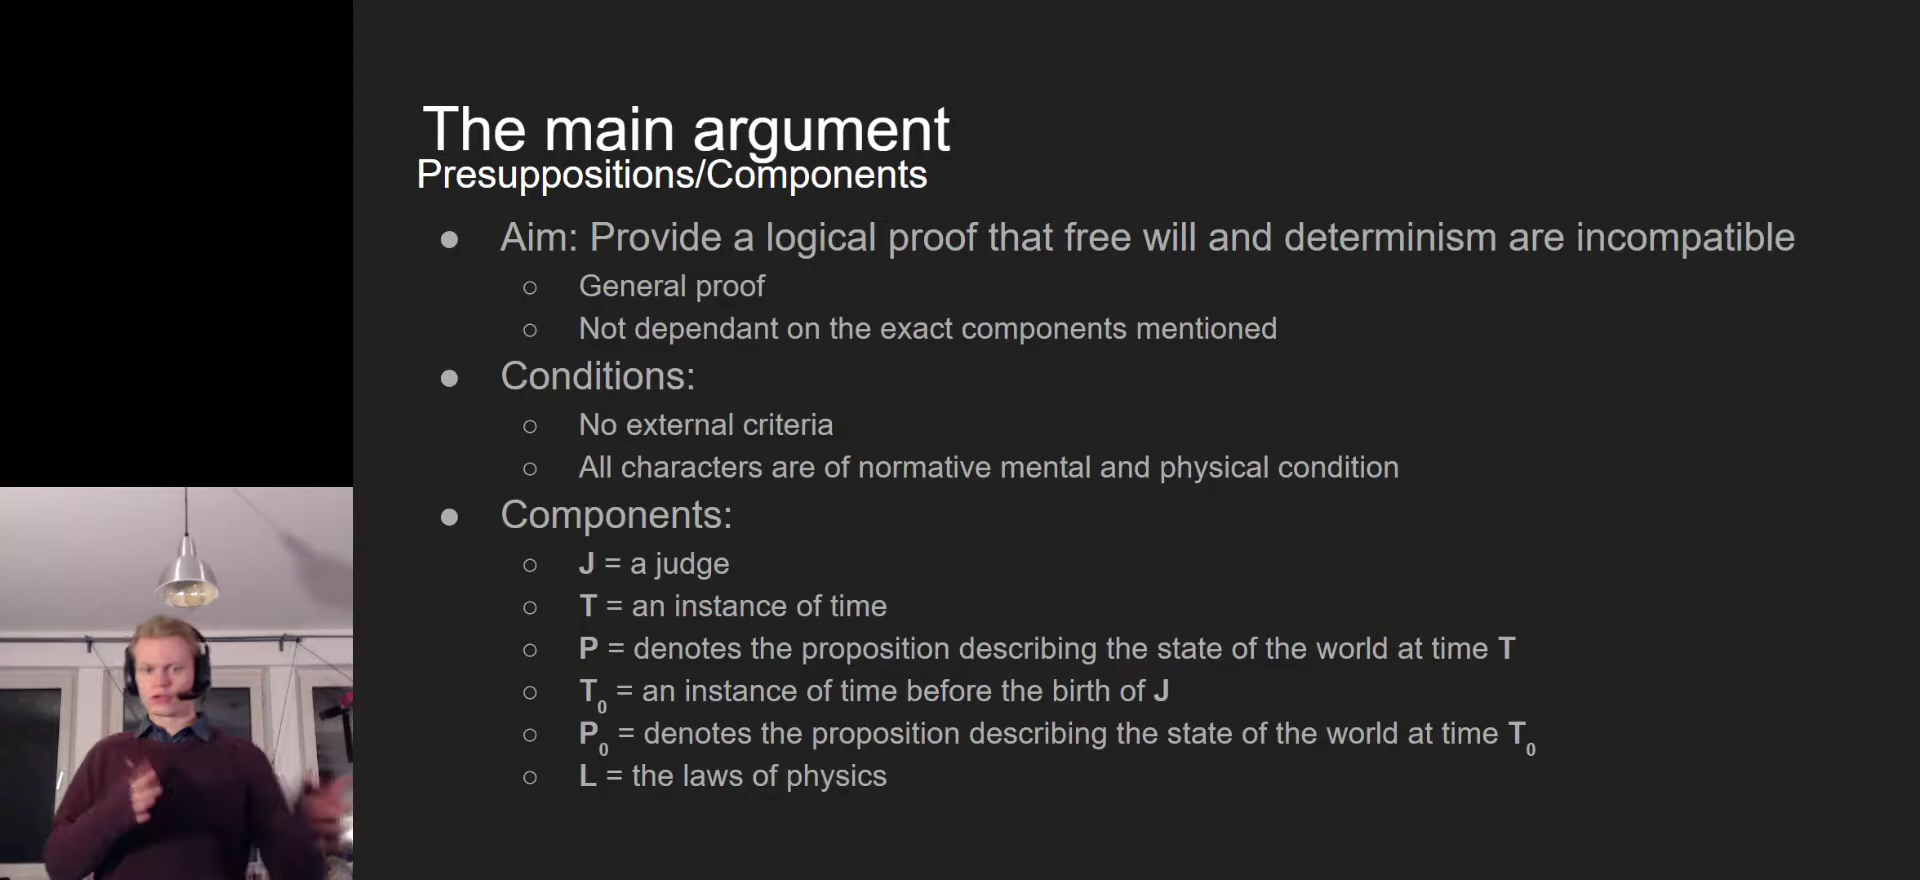 The main argument
Presuppositions/Components
● Aim: Provide a logical proof that free will and determinism are incompatible
○ General proof
○ Not dependant on the exact components mentioned
● Conditions:
○ No external criteria
○ All characters are of normative mental and physical condition
● Components:
○ J = a judge
○ T = an instance of time
○ P = denotes the proposition describing the state of the world at time T
○ T₀ = an instance of time before the birth of J
○ P₀ = denotes the proposition describing the state of the world at time T₀
○ L = the laws of physics